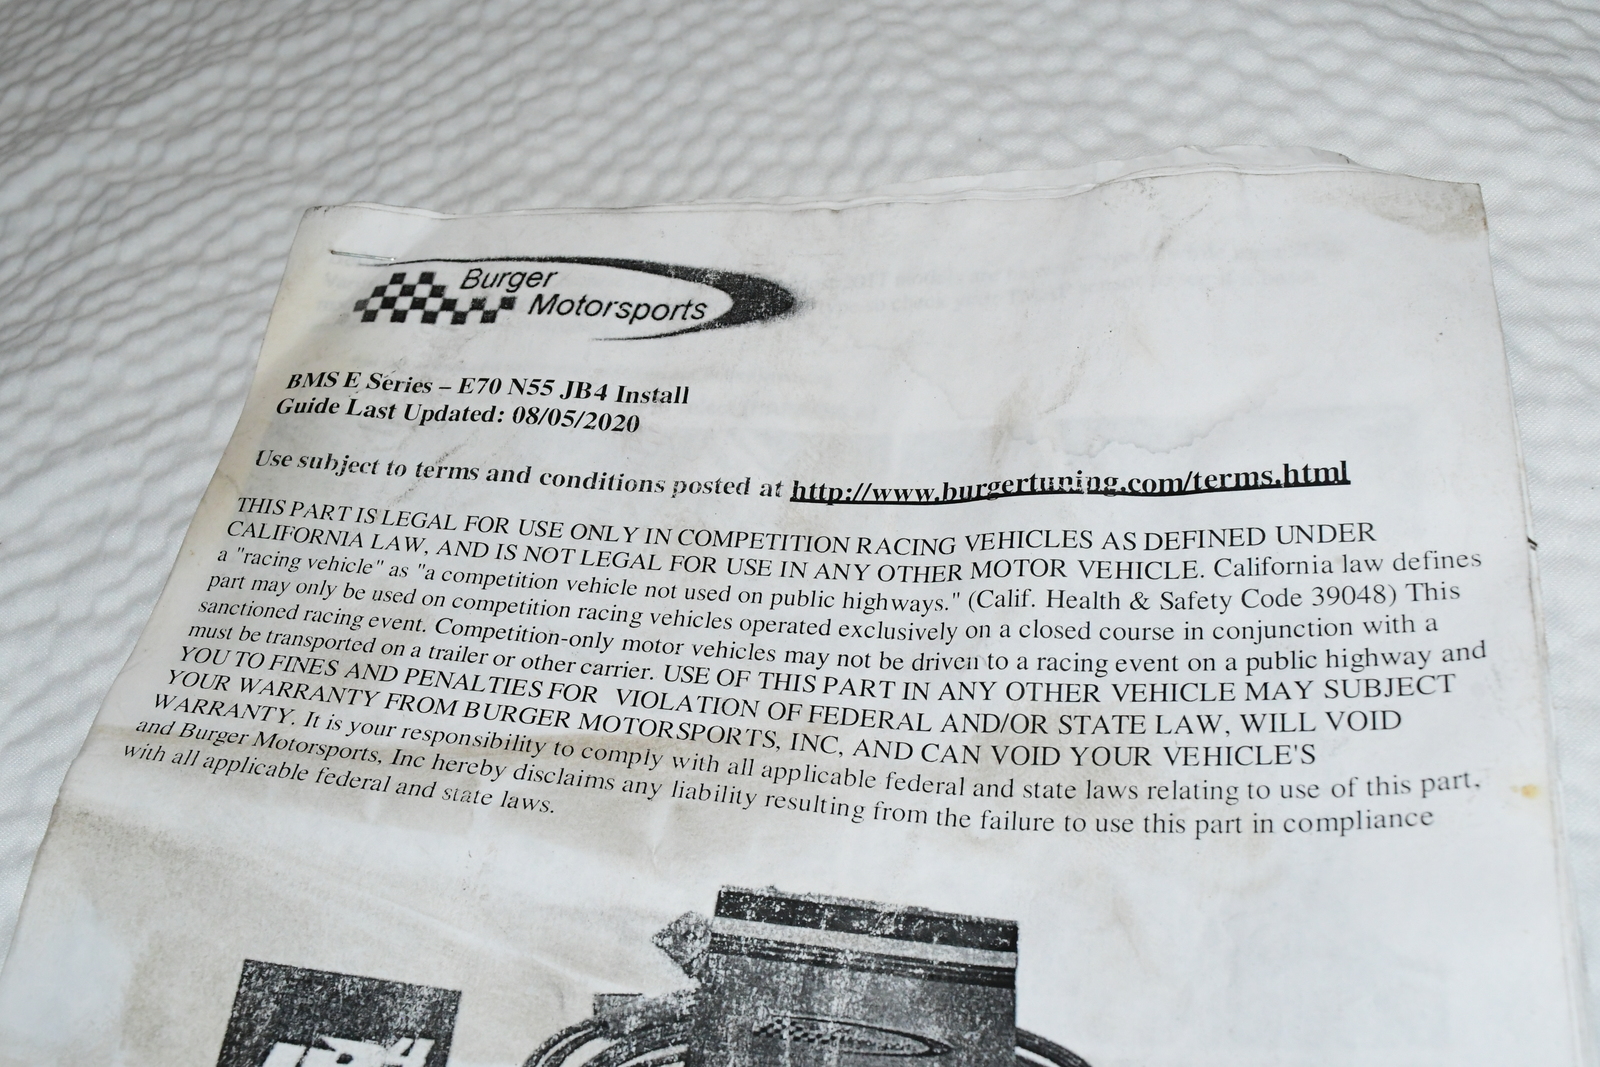 Burger
Motorsports
BMS E Series – E70 N55 JB4 Install
Guide Last Updated: 08/05/2020
Use subject to terms and conditions posted at http://www.burgertuning.com/terms.html
THIS PART IS LEGAL FOR USE ONLY IN COMPETITION RACING VEHICLES AS DEFINED UNDER
CALIFORNIA LAW, AND IS NOT LEGAL FOR USE IN ANY OTHER MOTOR VEHICLE. California law defines
a "racing vehicle" as "a competition vehicle not used on public highways." (Calif. Health & Safety Code 39048) This
part may only be used on competition racing vehicles operated exclusively on a closed course in conjunction with a
sanctioned racing event. Competition-only motor vehicles may not be driven to a racing event on a public highway and
must be transported on a trailer or other carrier. USE OF THIS PART IN ANY OTHER VEHICLE MAY SUBJECT
YOU TO FINES AND PENALTIES FOR VIOLATION OF FEDERAL AND/OR STATE LAW, WILL VOID
YOUR WARRANTY FROM BURGER MOTORSPORTS, INC, AND CAN VOID YOUR VEHICLE'S
WARRANTY. It is your responsibility to comply with all applicable federal and state laws relating to use of this part,
and Burger Motorsports, Inc hereby disclaims any liability resulting from the failure to use this part in compliance
with all applicable federal and state laws.
JB4